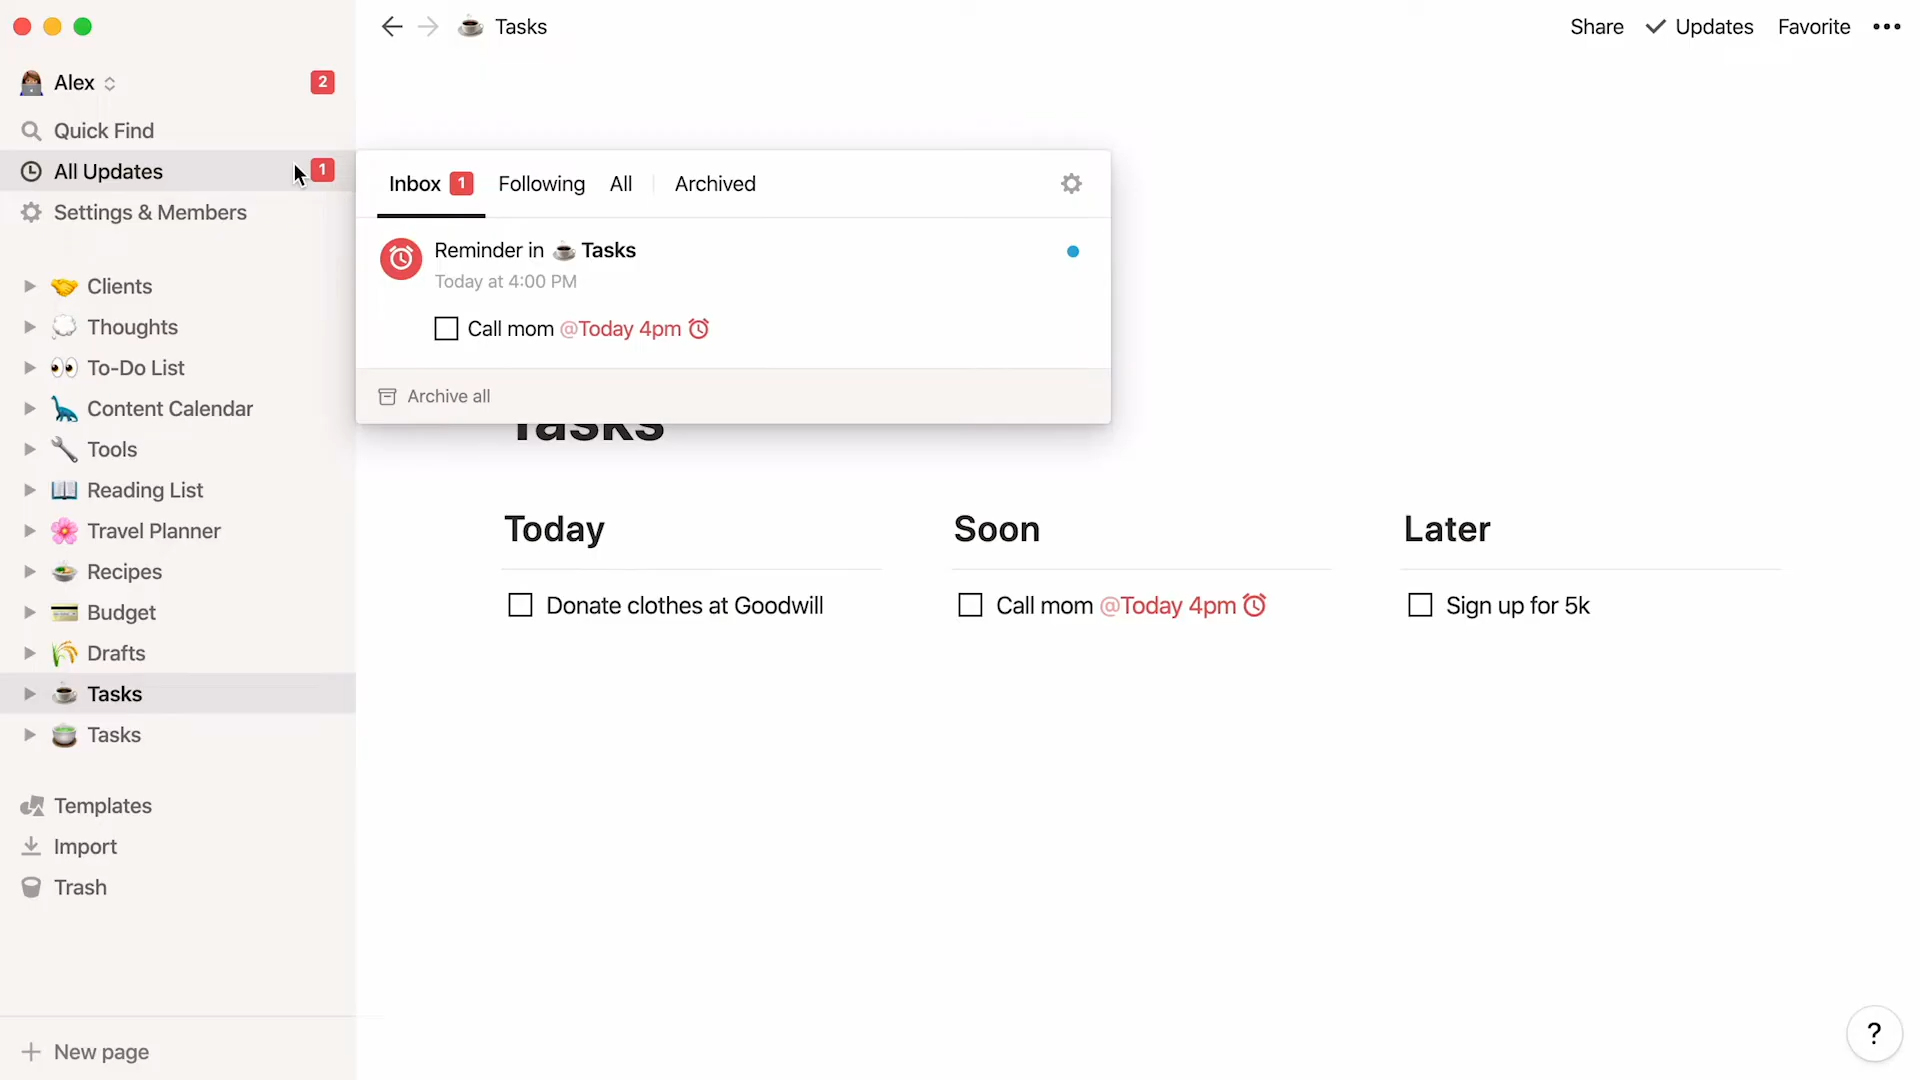 Tasks
Share
Updates
Favorite
Alex
2
Quick Find
All Updates
1
Settings & Members
Clients
Thoughts
To-Do List
Content Calendar
Tools
Reading List
Travel Planner
Recipes
Budget
Drafts
Tasks
Tasks
Templates
Import
Trash
New page
Inbox 1 Following All Archived
Reminder in Tasks
Today at 4:00 PM
Call mom @Today 4pm
Archive all
Tasks
Today
Donate clothes at Goodwill
Soon
Call mom @Today 4pm
Later
Sign up for 5k
?